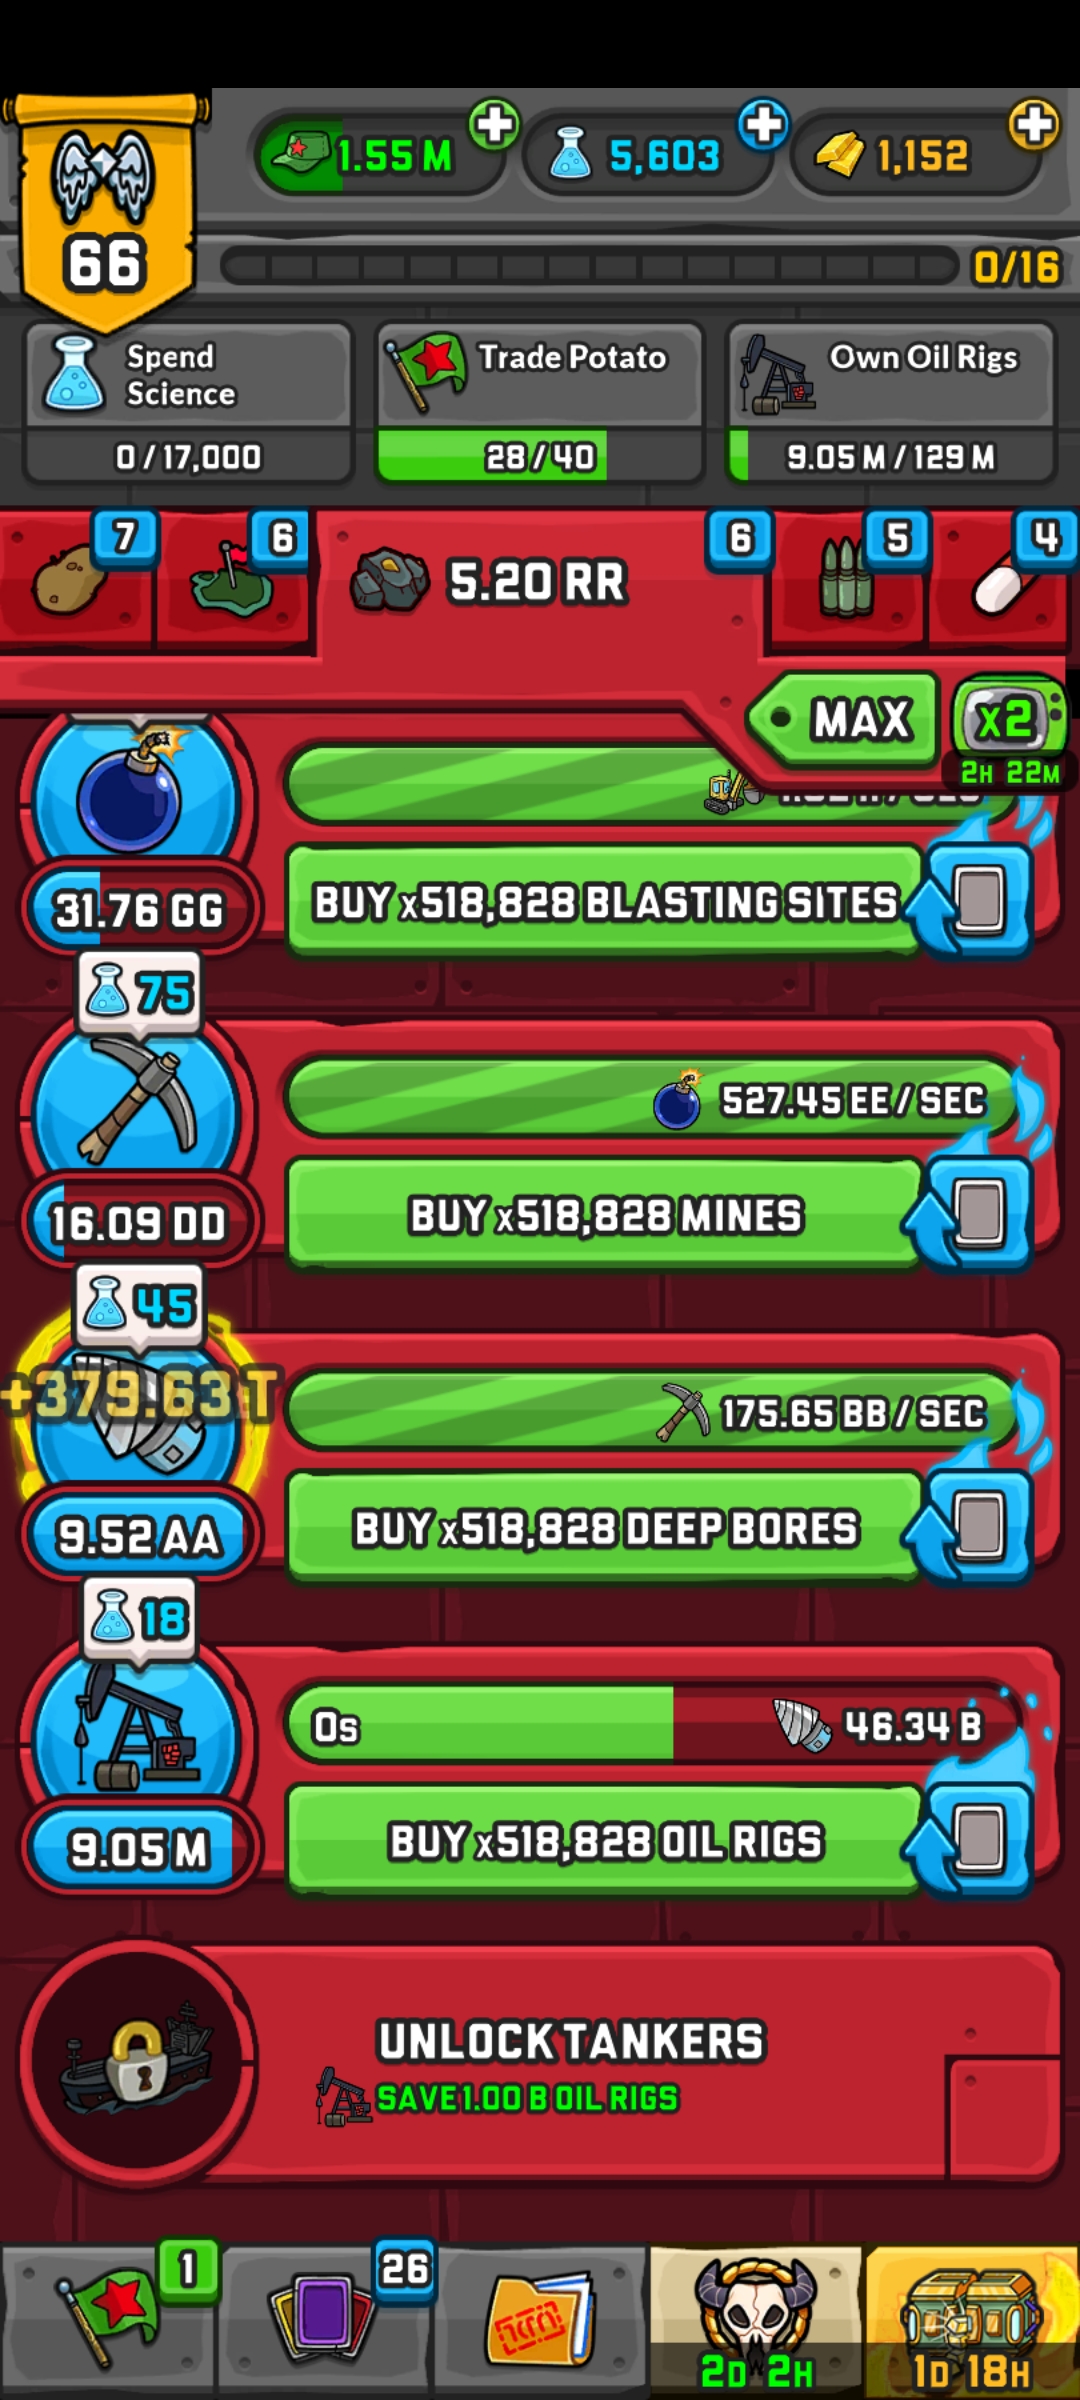 1.55 M
5,603
1,152
66
0/16
Spend
Science
0 / 17,000
Trade Potato
28 / 40
Own Oil Rigs
9.05 M / 129 M
7
6
5.20 RR
6
5
4
MAX
x2
2H 22M
31.76 GG
BUY x518,828 BLASTING SITES
75
527.45 EE / SEC
16.09 DD
BUY x518,828 MINES
45
+379.63 T
175.65 BB / SEC
9.52 AA
BUY x518,828 DEEP BORES
18
0s
46.34 B
9.05 M
BUY x518,828 OIL RIGS
UNLOCK TANKERS
SAVE 1.00 B OIL RIGS
1
26
2D 2H
1D 18H